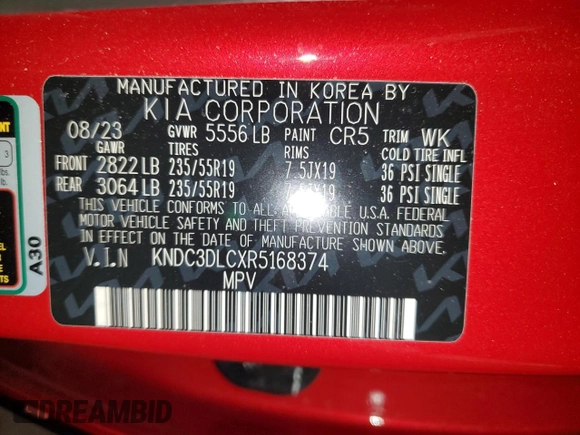 MANUFACTURED IN KOREA BY
KIA CORPORATION
08/23 GVWR 5556 LB PAINT CR5 TRIM WK
GAWR TIRES RIMS COLD TIRE INFL
FRONT 2822 LB 235/55R19 7.5JX19 36 PSI SINGLE
REAR 3064 LB 235/55R19 36 PSI SINGLE
THIS VEHICLE CONFORMS TO ALL APPLICABLE U.S.A. FEDERAL
MOTOR VEHICLE SAFETY AND THEFT PREVENTION STANDARDS
IN EFFECT ON THE DATE OF MANUFACTURE SHOWN ABOVE.
V.I.N KNDC3DLCXR5168374
MPV
A30
3
DREAMBID